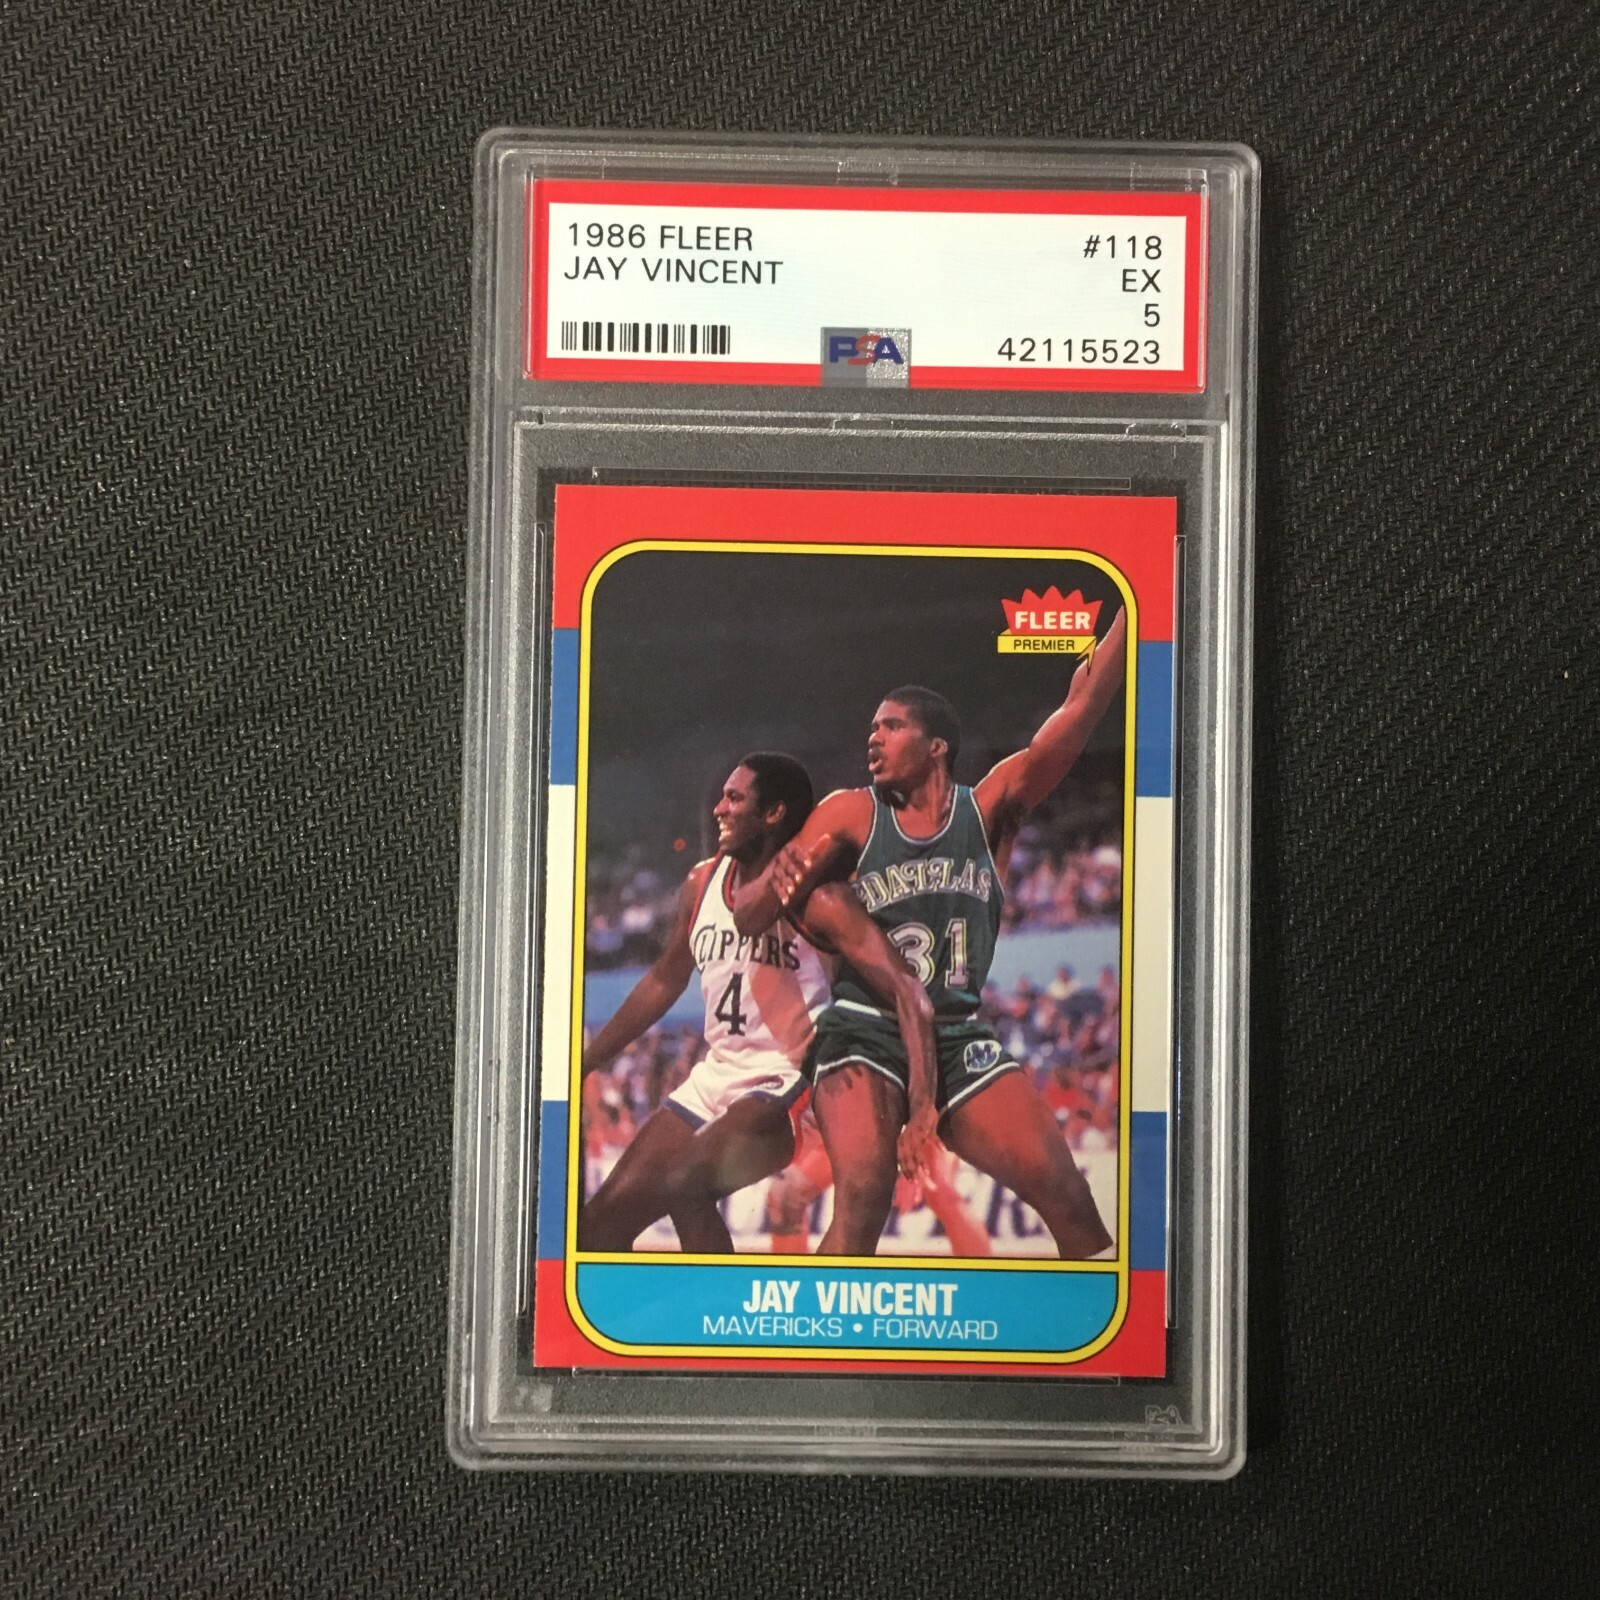 1986 FLEER
JAY VINCENT
#118
EX
5
42115523
PSA
FLEER
PREMIER
DALLAS
31
CLIPPERS
4
JAY VINCENT
MAVERICKS • FORWARD